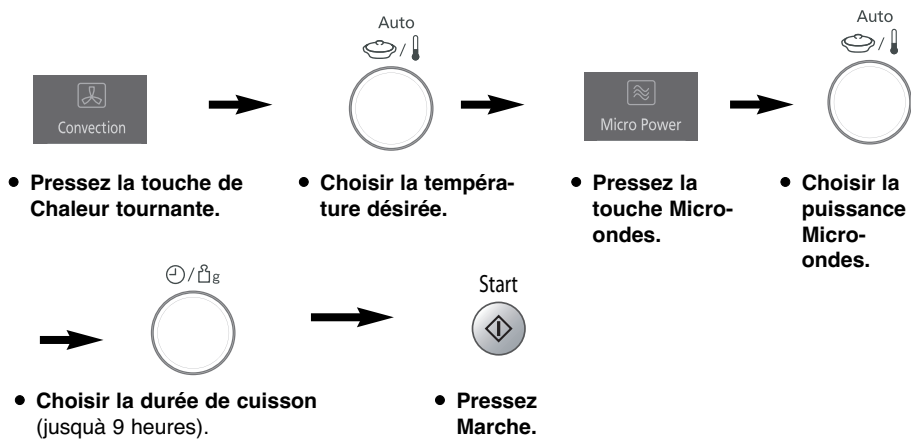 Auto
Auto
Convection
Micro Power
• Pressez la touche de
Chaleur tournante.
• Choisir la tempéra-
ture désirée.
• Pressez la
touche Micro-
ondes.
• Choisir la
puissance
Micro-
ondes.
g
Start
• Choisir la durée de cuisson
(jusquà 9 heures).
• Pressez
Marche.